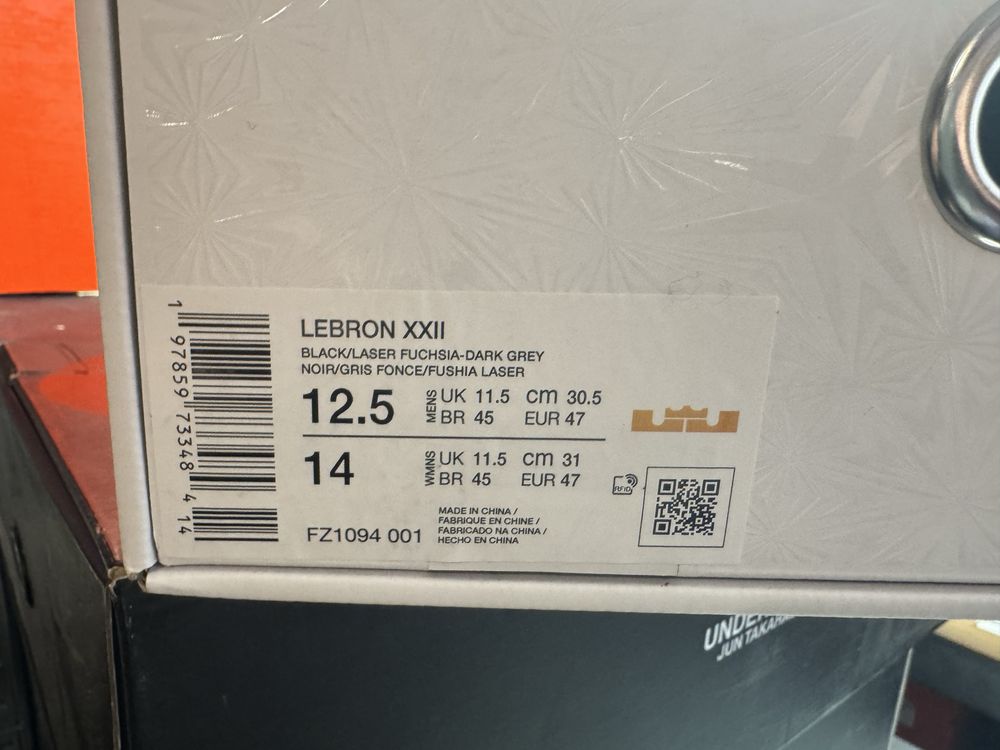 LEBRON XXII
BLACK/LASER FUCHSIA-DARK GREY
NOIR/GRIS FONCE/FUSHIA LASER
12.5 MENS UK 11.5 cm 30.5
BR 45 EUR 47
14 WMNS UK 11.5 cm 31
BR 45 EUR 47
RFID
FZ1094 001
MADE IN CHINA /
FABRIQUE EN CHINE /
FABRICADO NA CHINA /
HECHO EN CHINA
1 97859 73348 4 14
JUN